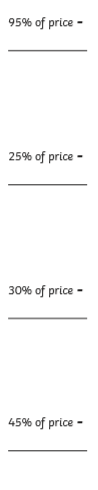 95% of price -
25% of price -
30% of price -
45% of price -